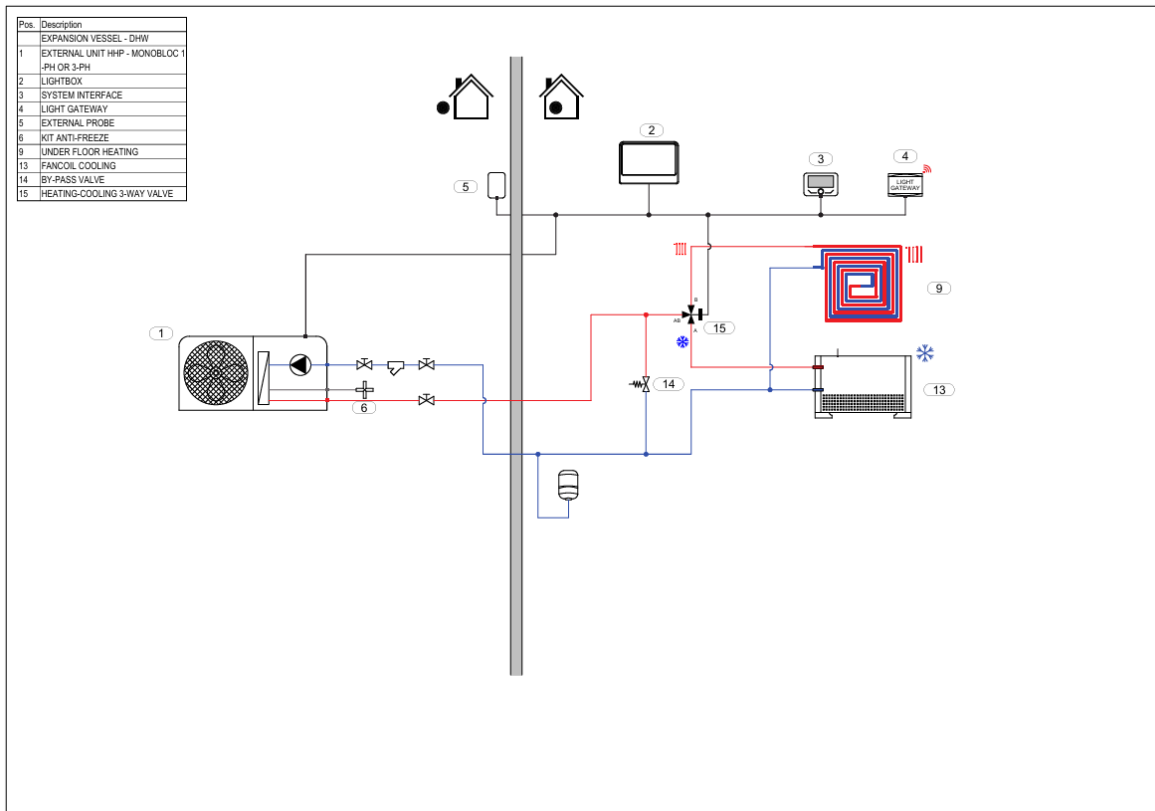 Pos. Description
EXPANSION VESSEL - DHW
1 EXTERNAL UNIT HHP - MONOBLOC 1
-PH OR 3-PH
2 LIGHTBOX
3 SYSTEM INTERFACE
4 LIGHT GATEWAY
5 EXTERNAL PROBE
6 KIT ANTI-FREEZE
9 UNDER FLOOR HEATING
13 FANCOIL COOLING
14 BY-PASS VALVE
15 HEATING-COOLING 3-WAY VALVE
2
3
4
5
LIGHT
GATEWAY
9
B
AB
15
A
1
14
13
6